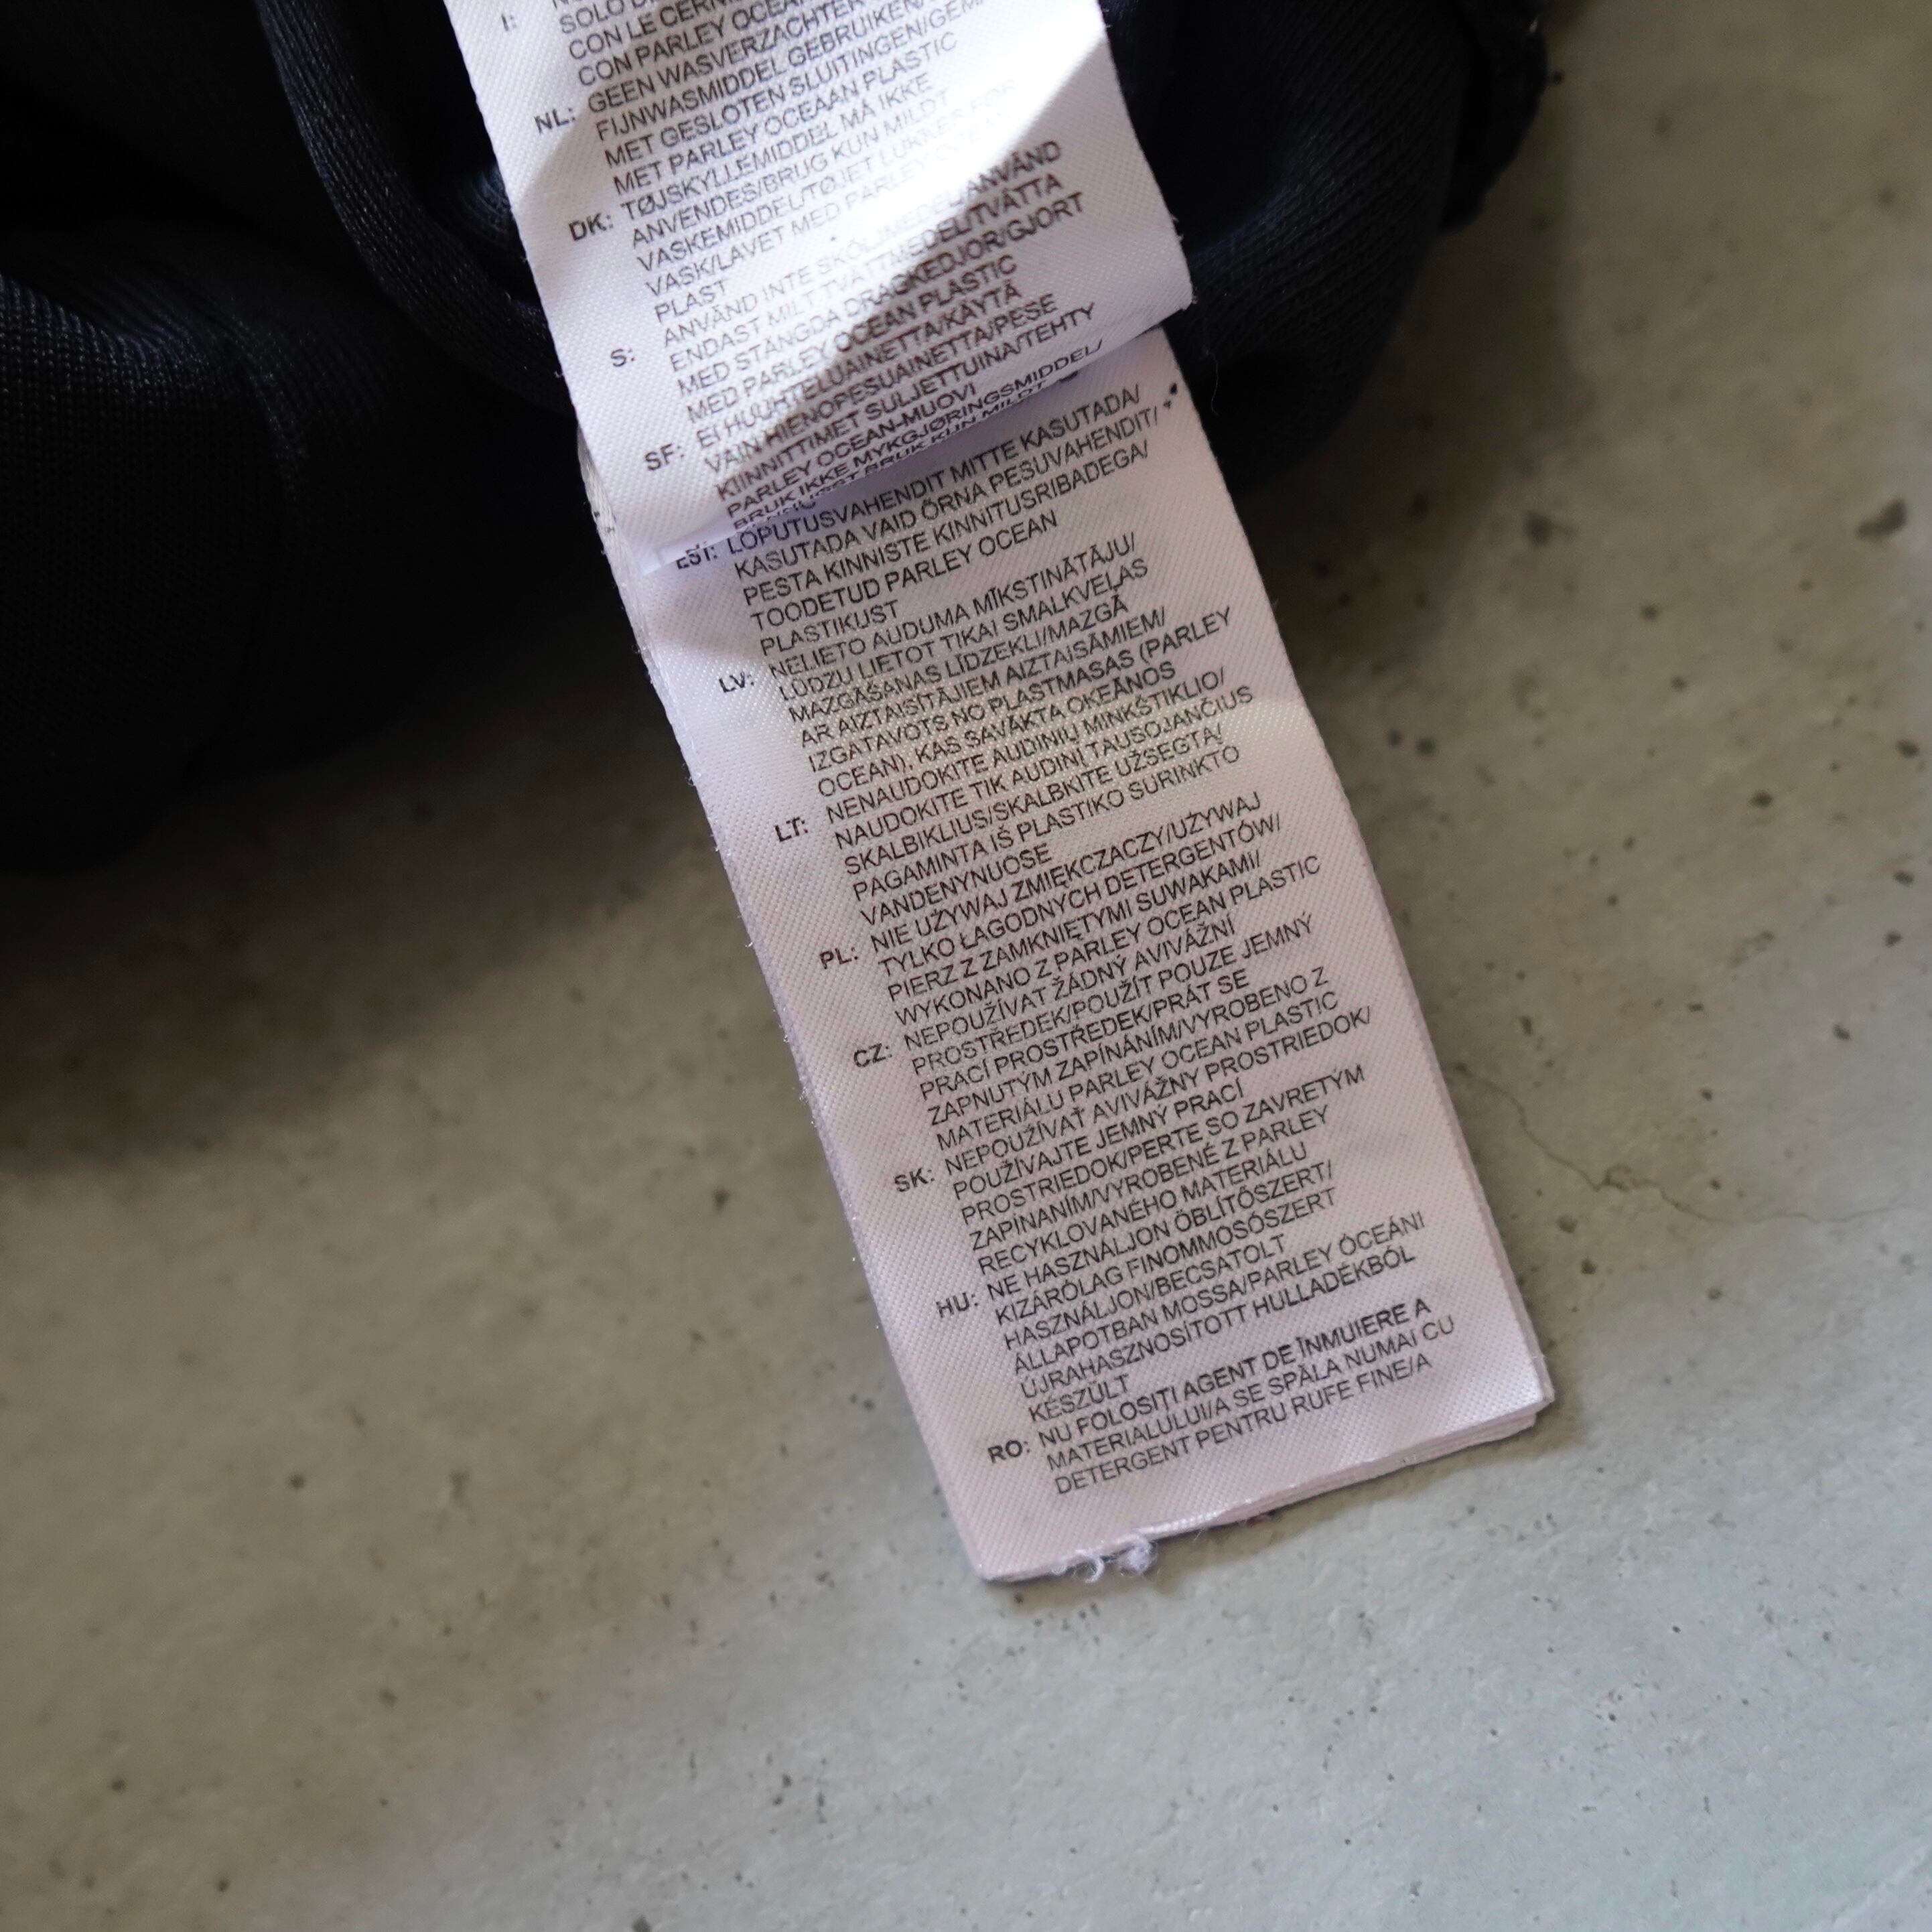 I:
SOLO
CON LE
CON PARLEY
NL: GEEN WASVERZACHTER GEBRUIKEN/
FIJNWASMIDDEL
MET GESLOTEN SLUITINGEN/
MET PARLEY OCEAAN PLASTIC
DK: TØJSKYLLEMIDDEL MÅ IKKE
ANVENDES/BRUG KUN MILDT
VASKEMIDDEL/TØJET LUKKES FOR
VASK/LAVET MED PARLEY
PLAST
S: ANVÄND INTE SKÖLJMEDEL/ANVÄND
ENDAST MILT TVÄTTMEDEL/TVÄTTA
MED STÄNGDA DRAGKEDJOR/GJORT
MED PARLEY OCEAN PLASTIC
SF: EI HUUHTELUAINETTA/KÄYTÄ
VAIN HIENOPESUAINETTA/PESE
KIINNITTIMET SULJETTUINA/TEHTY
PARLEY OCEAN-MUOVI
BRUK IKKE MYKGJØRINGSMIDDEL/
BRUK KUN MILDT
EST: LOPUTUSVAHENDIT MITTE KASUTADA/
KASUTADA VAID ÕRNA PESUVAHENDIT/
PESTA KINNISTE KINNITUSRIBADEGA/
TOODETUD PARLEY OCEAN
PLASTIKUST
LV: NELIETO AUDUMA MĪKSTINĀTĀJU/
LŪDZU LIETOT TIKAI SMALKVEĻAS
MAZGĀŠANAS LĪDZEKLI/MAZGĀ
AR AIZTAISĪTĀJIEM AIZTAISĀMIEM/
IZGATAVOTS NO PLASTMASAS (PARLEY
OCEAN), KAS SAVĀKTA OKEĀNOS
LT: NENAUDOKITE AUDINIŲ MINKŠTIKLIO/
NAUDOKITE TIK AUDINĮ TAUSOJANČIUS
SKALBIKLIUS/SKALBKITE UŽSEGTA/
PAGAMINTA IŠ PLASTIKO SURINKTO
VANDENYNUOSE
PL: NIE UŻYWAJ ZMIĘKCZACZY/UŻYWAJ
TYLKO ŁAGODNYCH DETERGENTÓW/
PIERZ Z ZAMKNIĘTYMI SUWAKAMI/
WYKONANO Z PARLEY OCEAN PLASTIC
CZ: NEPOUŽÍVAT ŽÁDNÝ AVIVÁŽNÍ
PROSTŘEDEK/POUŽÍT POUZE JEMNÝ
PRACÍ PROSTŘEDEK/PRÁT SE
ZAPNUTÝM ZAPÍNÁNÍM/VYROBENO Z
MATERIÁLU PARLEY OCEAN PLASTIC
SK: NEPOUŽÍVAŤ AVIVÁŽNY PROSTRIEDOK/
POUŽÍVAJTE JEMNÝ PRACÍ
PROSTRIEDOK/PERTE SO ZAVRETÝM
ZAPÍNANÍM/VYROBENÉ Z PARLEY
RECYKLOVANÉHO MATERIÁLU
HU: NE HASZNÁLJON ÖBLÍTŐSZERT/
KIZÁRÓLAG FINOMMOSÓSZERT
HASZNÁLJON/BECSATOLT
ÁLLAPOTBAN MOSSA/PARLEY ÓCEÁNI
ÚJRAHASZNOSÍTOTT HULLADÉKBÓL
KÉSZÜLT
RO: NU FOLOSIȚI AGENT DE ÎNMUIERE A
MATERIALULUI/A SE SPĂLA NUMAI CU
DETERGENT PENTRU RUFE FINE/A